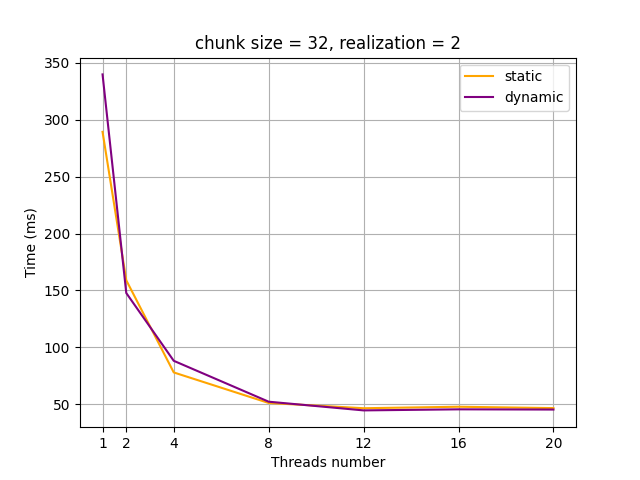 chunk size = 32, realization = 2
static
dynamic
Time (ms)
350
300
250
200
150
100
50
1 2 4 8 12 16 20
Threads number